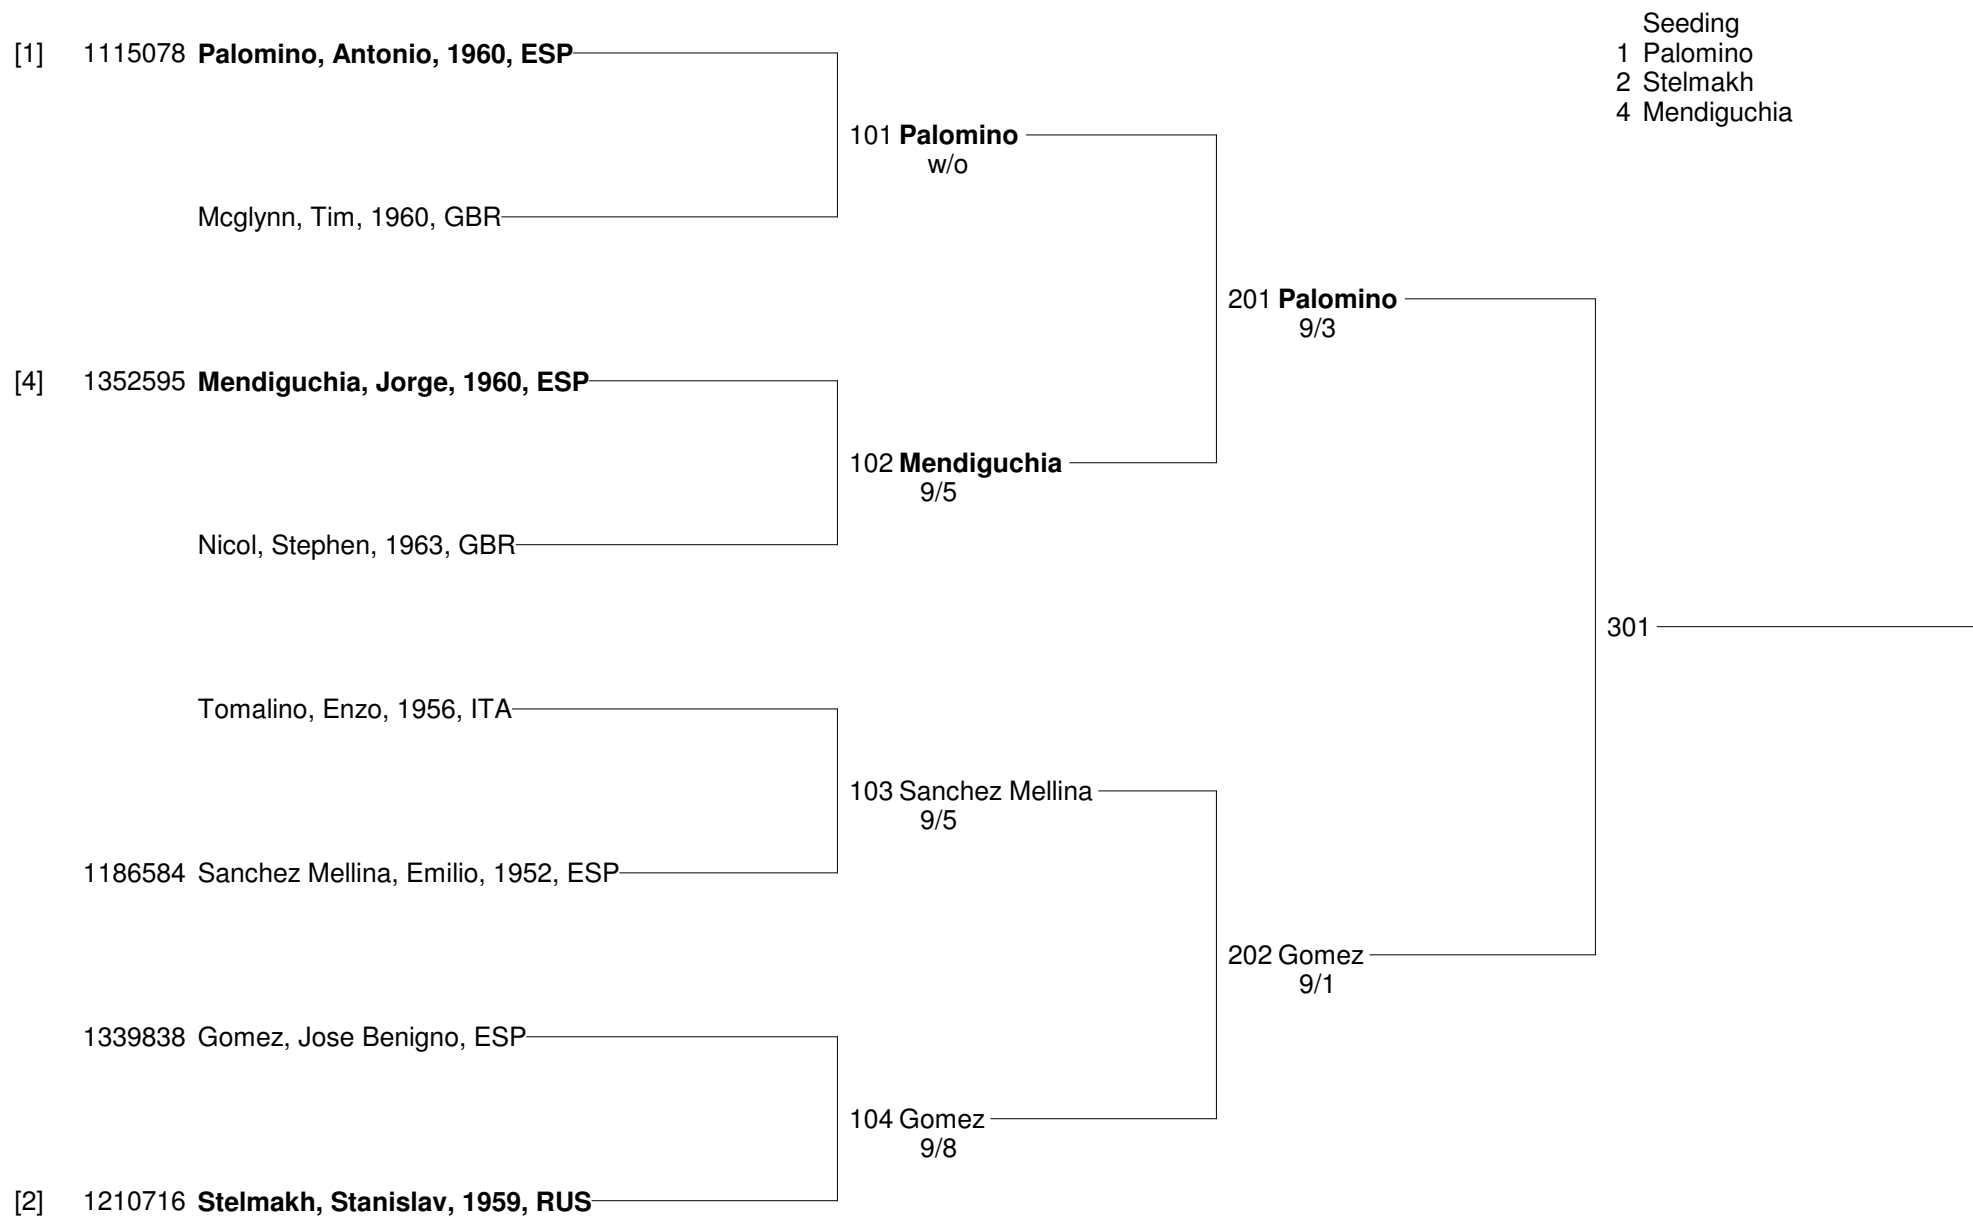 Seeding
1 Palomino
2 Stelmakh
4 Mendiguchia
[1] 1115078 Palomino, Antonio, 1960, ESP
101 Palomino
w/o
Mcglynn, Tim, 1960, GBR
201 Palomino
9/3
[4] 1352595 Mendiguchia, Jorge, 1960, ESP
102 Mendiguchia
9/5
Nicol, Stephen, 1963, GBR
301
Tomalino, Enzo, 1956, ITA
103 Sanchez Mellina
9/5
1186584 Sanchez Mellina, Emilio, 1952, ESP
202 Gomez
9/1
1339838 Gomez, Jose Benigno, ESP
104 Gomez
9/8
[2] 1210716 Stelmakh, Stanislav, 1959, RUS